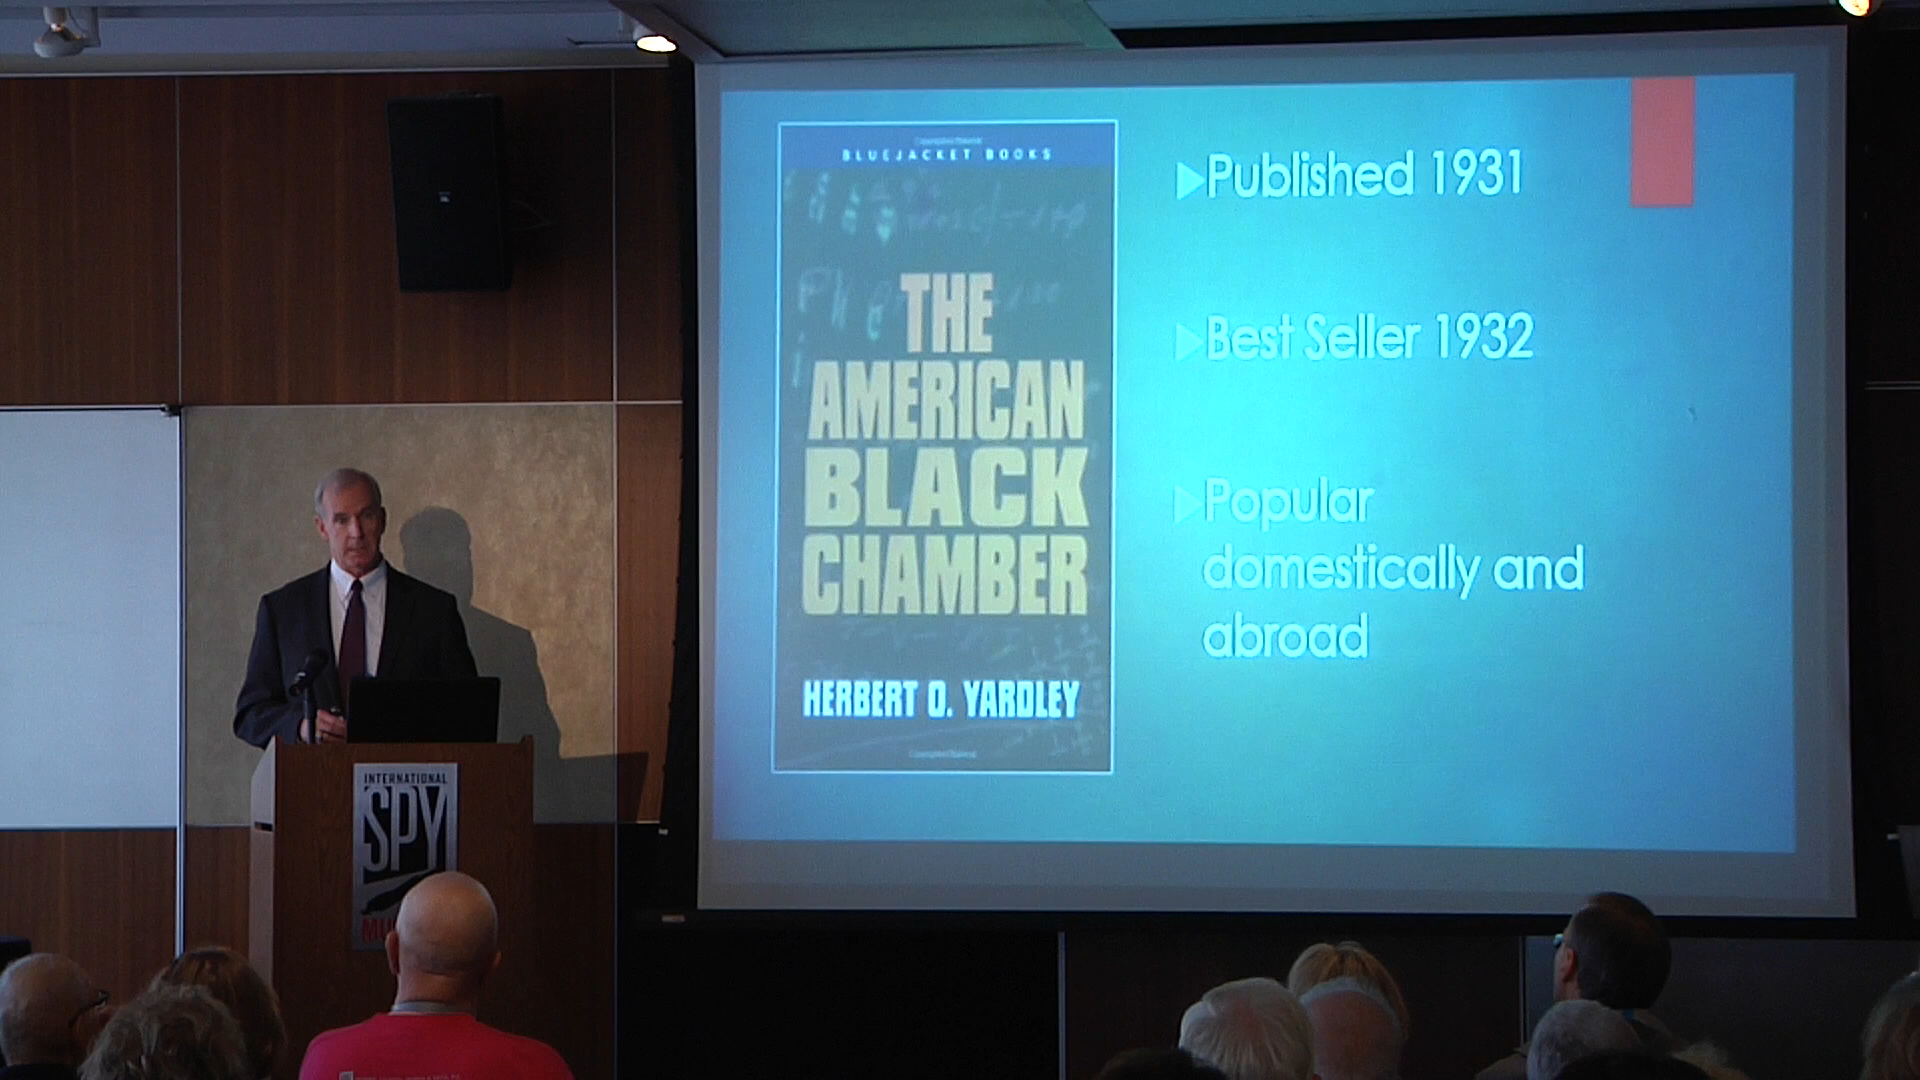 BLUEJACKET BOOKS
THE
AMERICAN
BLACK
CHAMBER
HERBERT O. YARDLEY
Published 1931
Best Seller 1932
Popular
domestically and
abroad
INTERNATIONAL
SPY